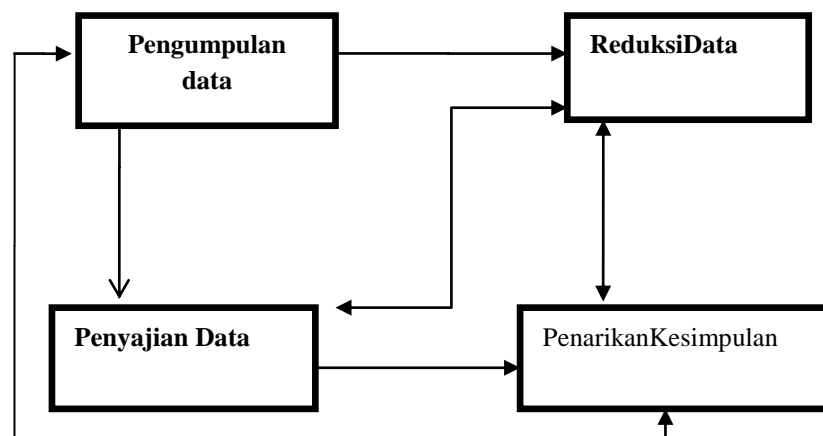 Pengumpulan
data
ReduksiData
Penyajian Data
PenarikanKesimpulan